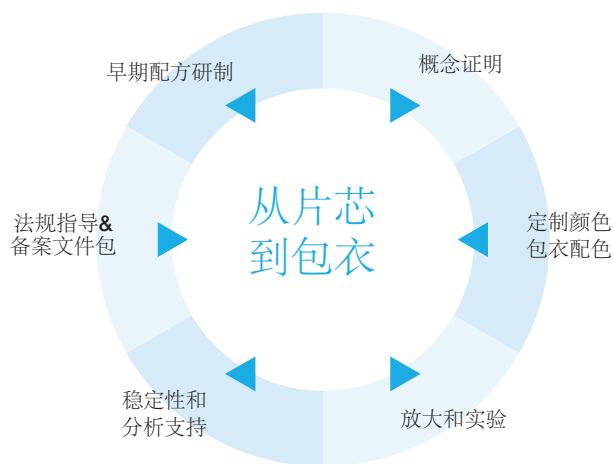 早期配方研制
概念证明
从片芯
到包衣
法规指导&
备案文件包
定制颜色
包衣配色
稳定性和
分析支持
放大和实验